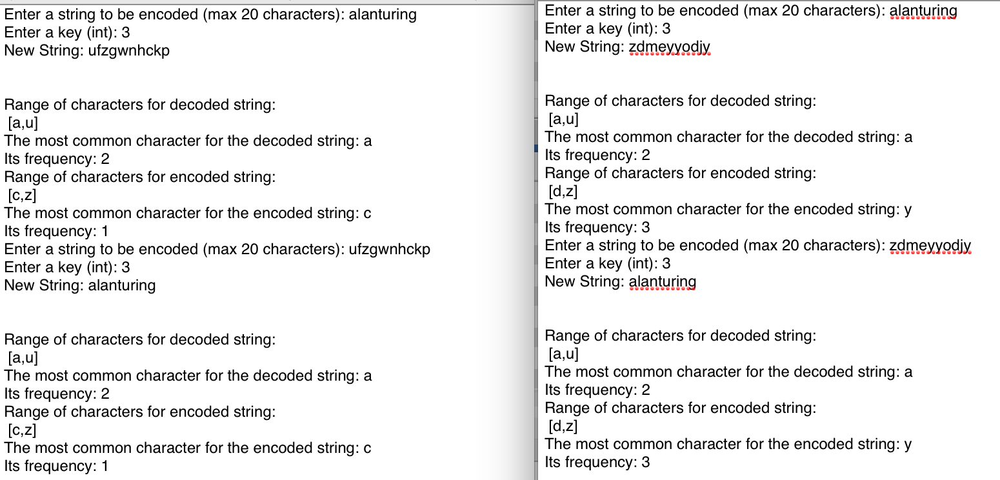 Enter a string to be encoded (max 20 characters): alanturing
Enter a key (int): 3
New String: ufzgwnhckp
Range of characters for decoded string:
[a,u]
The most common character for the decoded string: a
Its frequency: 2
Range of characters for encoded string:
[c,z]
The most common character for the encoded string: c
Its frequency: 1
Enter a string to be encoded (max 20 characters): ufzgwnhckp
Enter a key (int): 3
New String: alanturing
Range of characters for decoded string:
[a,u]
The most common character for the decoded string: a
Its frequency: 2
Range of characters for encoded string:
[c,z]
The most common character for the encoded string: c
Its frequency: 1
Enter a string to be encoded (max 20 characters): alanturing
Enter a key (int): 3
New String: zdmeyyodjy
Range of characters for decoded string:
[a,u]
The most common character for the decoded string: a
Its frequency: 2
Range of characters for encoded string:
[d,z]
The most common character for the encoded string: y
Its frequency: 3
Enter a string to be encoded (max 20 characters): zdmeyyodjy
Enter a key (int): 3
New String: alanturing
Range of characters for decoded string:
[a,u]
The most common character for the decoded string: a
Its frequency: 2
Range of characters for encoded string:
[d,z]
The most common character for the encoded string: y
Its frequency: 3